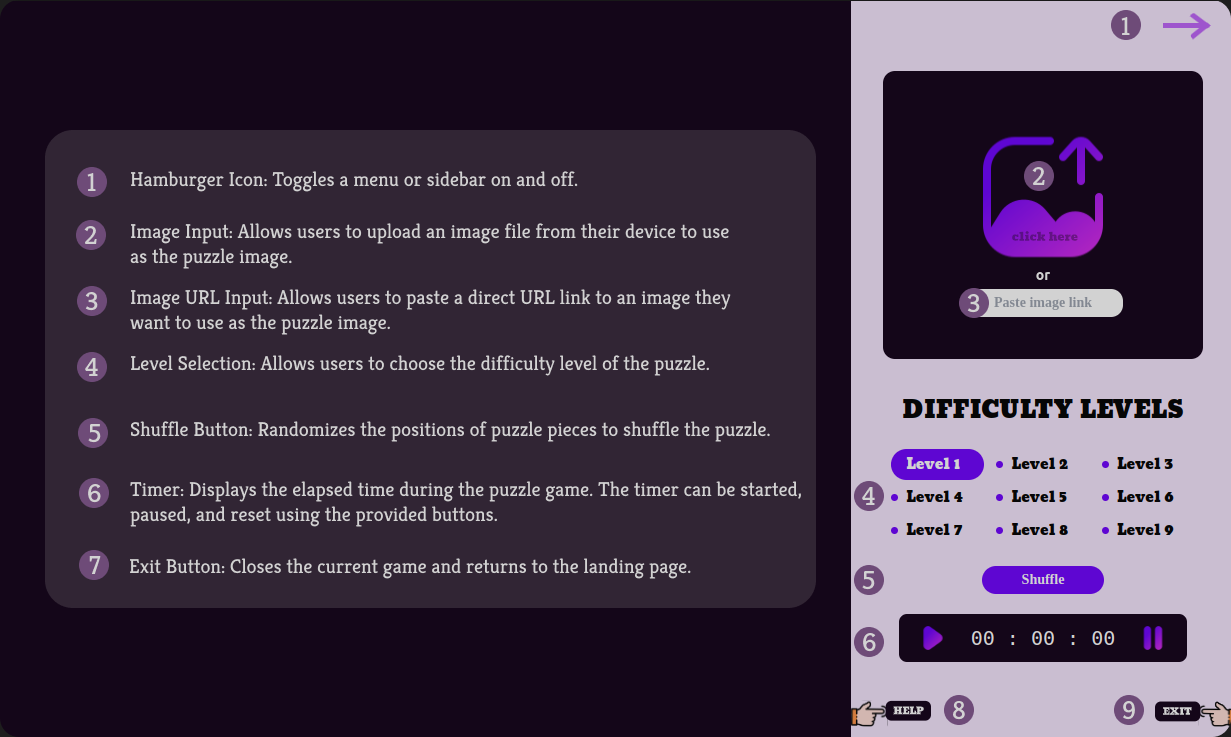 1 Hamburger Icon: Toggles a menu or sidebar on and off.
2 Image Input: Allows users to upload an image file from their device to use
as the puzzle image.
3 Image URL Input: Allows users to paste a direct URL link to an image they
want to use as the puzzle image.
4 Level Selection: Allows users to choose the difficulty level of the puzzle.
5 Shuffle Button: Randomizes the positions of puzzle pieces to shuffle the puzzle.
6 Timer: Displays the elapsed time during the puzzle game. The timer can be started,
paused, and reset using the provided buttons.
7 Exit Button: Closes the current game and returns to the landing page.
1
2
click here
or
3 Paste image link
DIFFICULTY LEVELS
Level 1 Level 2 Level 3
4 Level 4 Level 5 Level 6
Level 7 Level 8 Level 9
5 Shuffle
6 00 : 00 : 00
HELP 8 9 EXIT